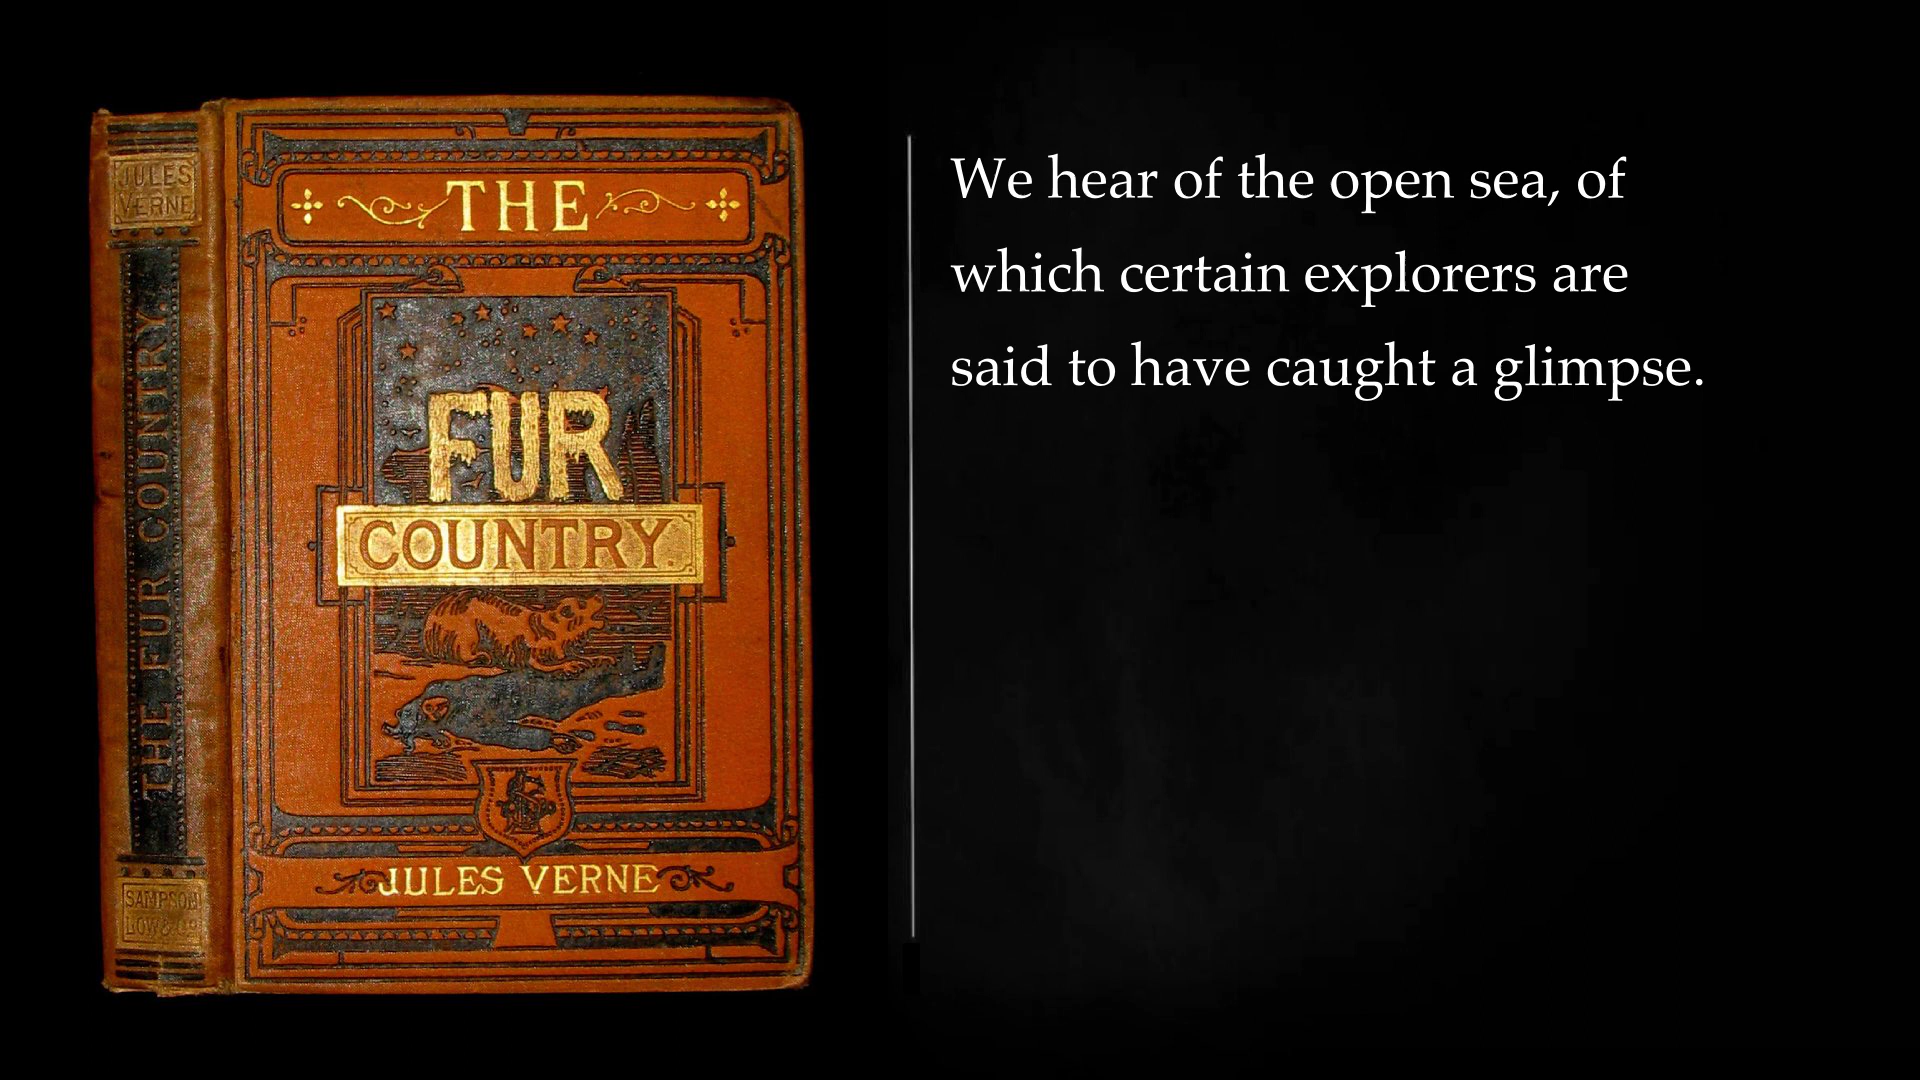 JULES
VERNE
THE FUR COUNTRY.
SAMPSON
LOW & Co
THE
FUR
COUNTRY.
JULES VERNE
We hear of the open sea, of
which certain explorers are
said to have caught a glimpse.